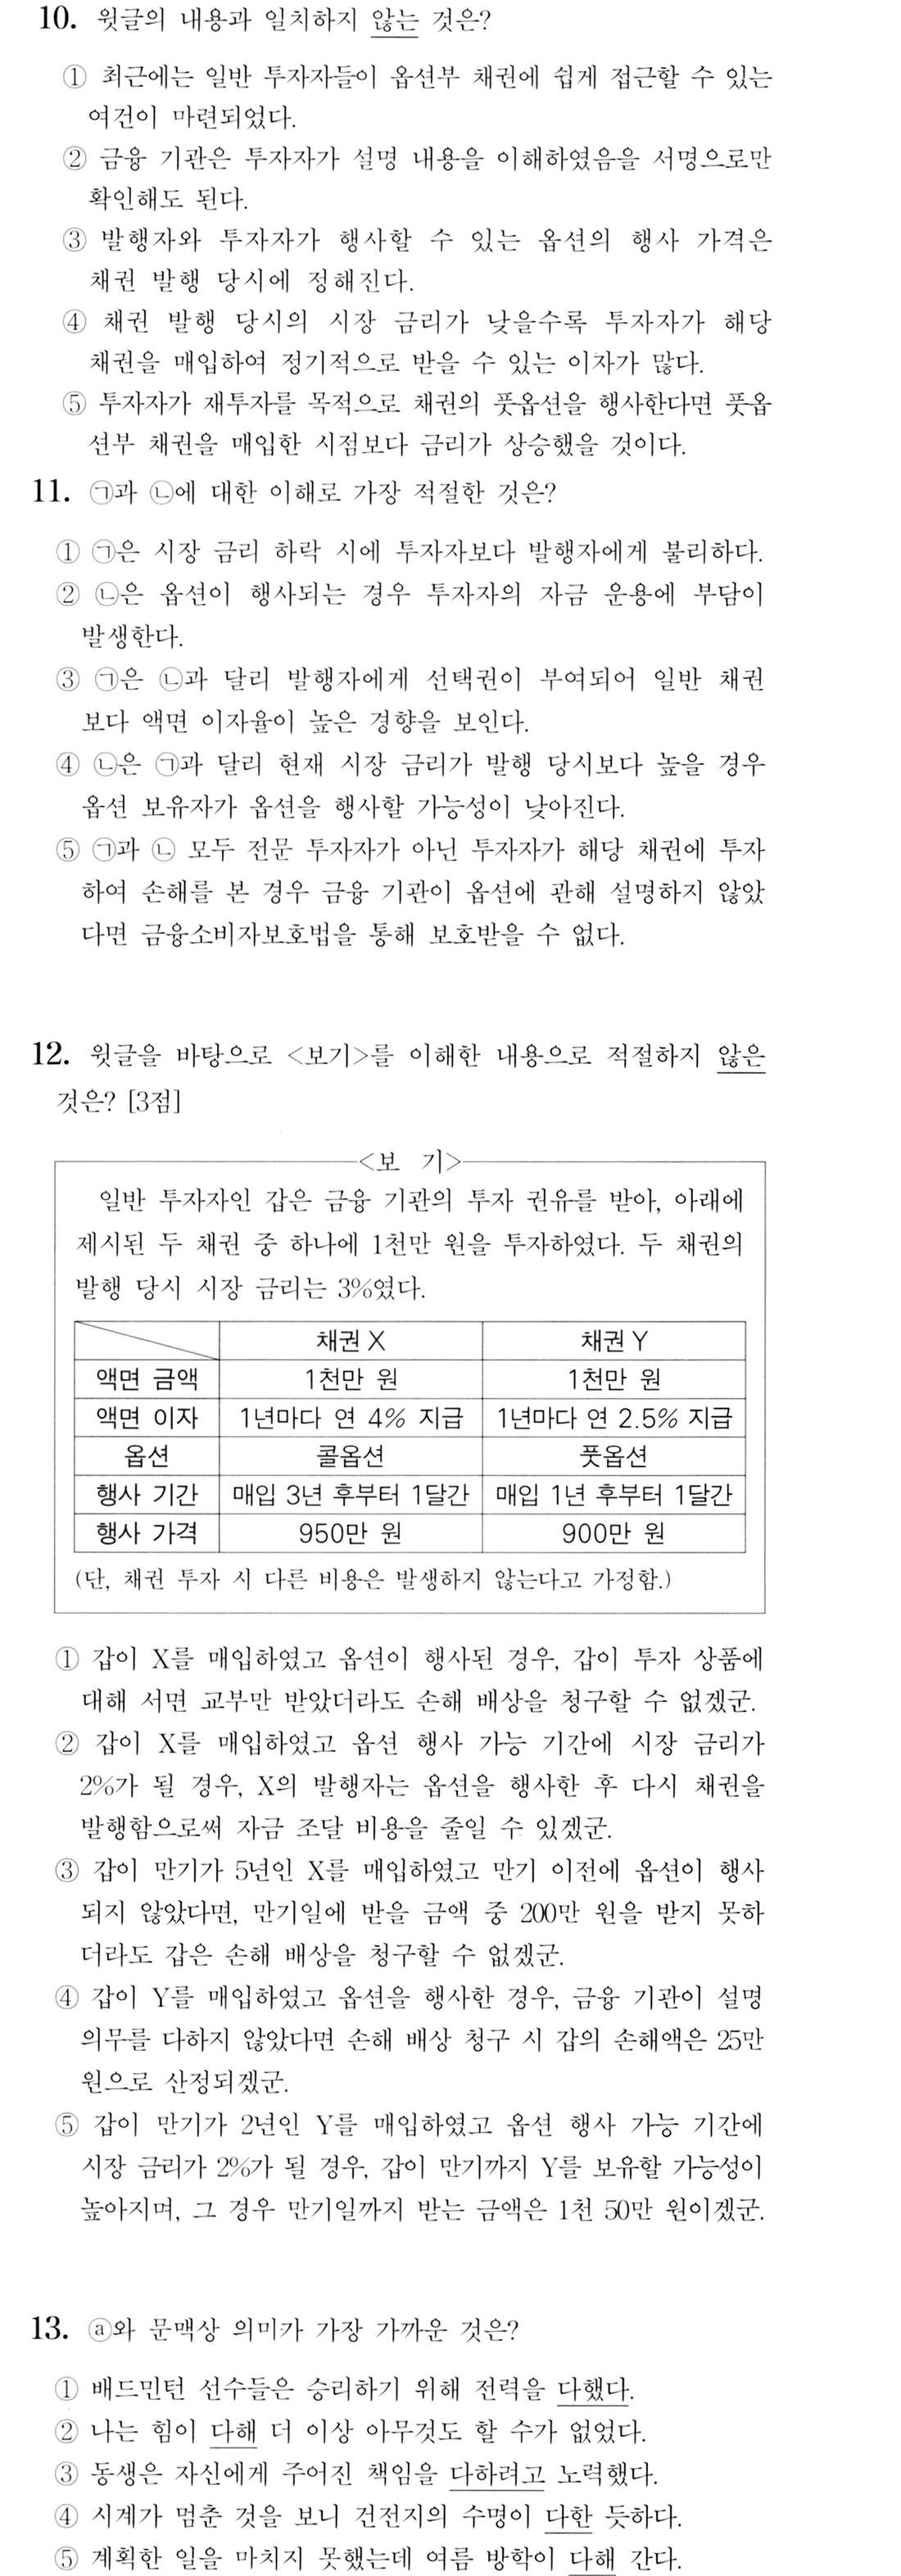 10. 윗글의 내용과 일치하지 않는 것은?
① 최근에는 일반 투자자들이 옵션부 채권에 쉽게 접근할 수 있는
여건이 마련되었다.
② 금융 기관은 투자자가 설명 내용을 이해하였음을 서명으로만
확인해도 된다.
③ 발행자와 투자자가 행사할 수 있는 옵션의 행사 가격은
채권 발행 당시에 정해진다.
④ 채권 발행 당시의 시장 금리가 낮을수록 투자자가 해당
채권을 매입하여 정기적으로 받을 수 있는 이자가 많다.
⑤ 투자자가 재투자를 목적으로 채권의 풋옵션을 행사한다면 풋옵
션부 채권을 매입한 시점보다 금리가 상승했을 것이다.
11. ㉠과 ㉡에 대한 이해로 가장 적절한 것은?
① ㉠은 시장 금리 하락 시에 투자자보다 발행자에게 불리하다.
② ㉡은 옵션이 행사되는 경우 투자자의 자금 운용에 부담이
발생한다.
③ ㉠은 ㉡과 달리 발행자에게 선택권이 부여되어 일반 채권
보다 액면 이자율이 높은 경향을 보인다.
④ ㉡은 ㉠과 달리 현재 시장 금리가 발행 당시보다 높을 경우
옵션 보유자가 옵션을 행사할 가능성이 낮아진다.
⑤ ㉠과 ㉡ 모두 전문 투자자가 아닌 투자자가 해당 채권에 투자
하여 손해를 본 경우 금융 기관이 옵션에 관해 설명하지 않았
다면 금융소비자보호법을 통해 보호받을 수 없다.
12. 윗글을 바탕으로 <보기>를 이해한 내용으로 적절하지 않은
것은? [3점]
<보 기>
일반 투자자인 갑은 금융 기관의 투자 권유를 받아, 아래에
제시된 두 채권 중 하나에 1천만 원을 투자하였다. 두 채권의
발행 당시 시장 금리는 3%였다.
채권 X 채권 Y
액면 금액 1천만 원 1천만 원
액면 이자 1년마다 연 4% 지급 1년마다 연 2.5% 지급
옵션 콜옵션 풋옵션
행사 기간 매입 3년 후부터 1달간 매입 1년 후부터 1달간
행사 가격 950만 원 900만 원
(단, 채권 투자 시 다른 비용은 발생하지 않는다고 가정함.)
① 갑이 X를 매입하였고 옵션이 행사된 경우, 갑이 투자 상품에
대해 서면 교부만 받았더라도 손해 배상을 청구할 수 없겠군.
② 갑이 X를 매입하였고 옵션 행사 가능 기간에 시장 금리가
2%가 될 경우, X의 발행자는 옵션을 행사한 후 다시 채권을
발행함으로써 자금 조달 비용을 줄일 수 있겠군.
③ 갑이 만기가 5년인 X를 매입하였고 만기 이전에 옵션이 행사
되지 않았다면, 만기일에 받을 금액 중 200만 원을 받지 못하
더라도 갑은 손해 배상을 청구할 수 없겠군.
④ 갑이 Y를 매입하였고 옵션을 행사한 경우, 금융 기관이 설명
의무를 다하지 않았다면 손해 배상 청구 시 갑의 손해액은 25만
원으로 산정되겠군.
⑤ 갑이 만기가 2년인 Y를 매입하였고 옵션 행사 가능 기간에
시장 금리가 2%가 될 경우, 갑이 만기까지 Y를 보유할 가능성이
높아지며, 그 경우 만기일까지 받는 금액은 1천 50만 원이겠군.
13. ⓐ와 문맥상 의미가 가장 가까운 것은?
① 배드민턴 선수들은 승리하기 위해 전력을 다했다.
② 나는 힘이 다해 더 이상 아무것도 할 수가 없었다.
③ 동생은 자신에게 주어진 책임을 다하려고 노력했다.
④ 시계가 멈춘 것을 보니 건전지의 수명이 다한 듯하다.
⑤ 계획한 일을 마치지 못했는데 여름 방학이 다해 간다.